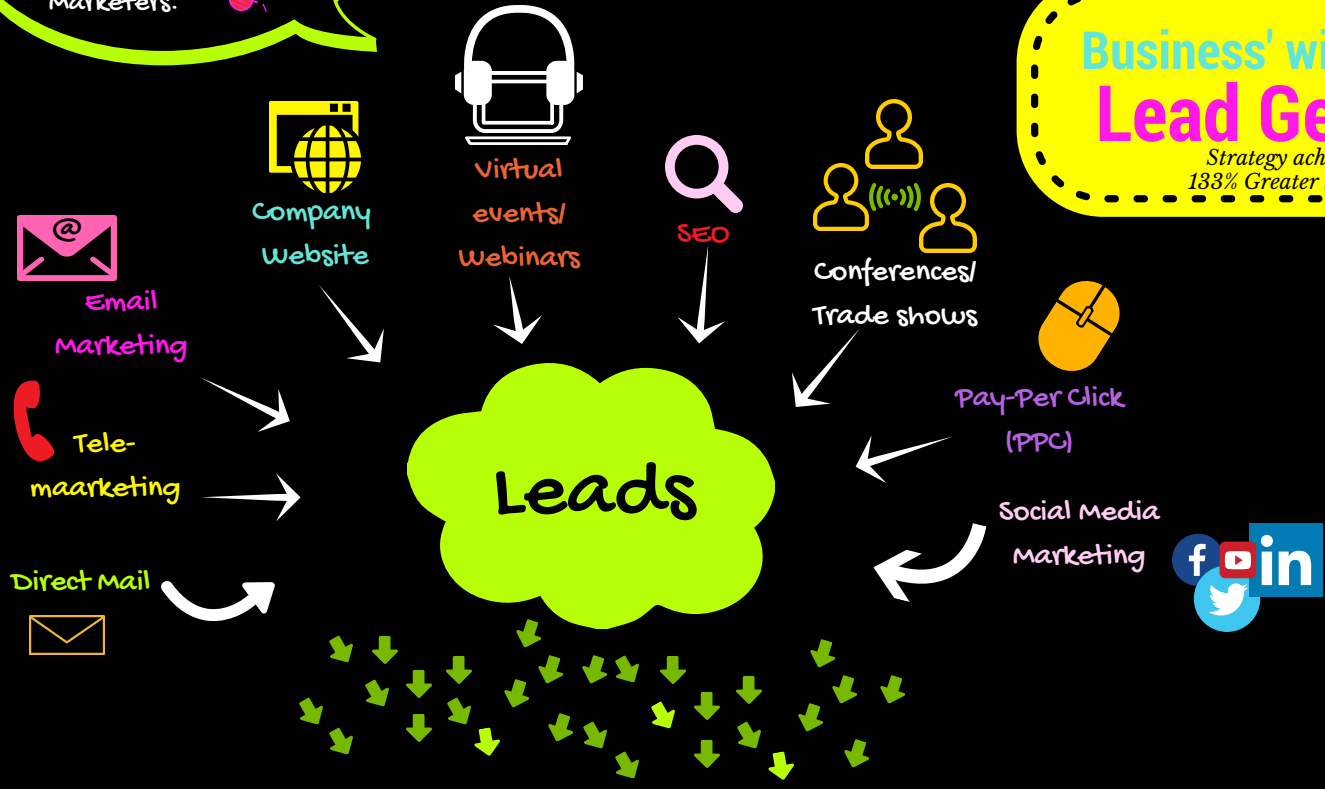 Marketers.
Business' wi
Lead Ge
Strategy ach
133% Greater
Virtual
events/
Webinars
Company
Website
SEO
Conferences/
Trade shows
@
Email
Marketing
Pay-Per Click
(PPC)
Tele-
maarketing
Leads
Social Media
Marketing
f
in
Direct Mail